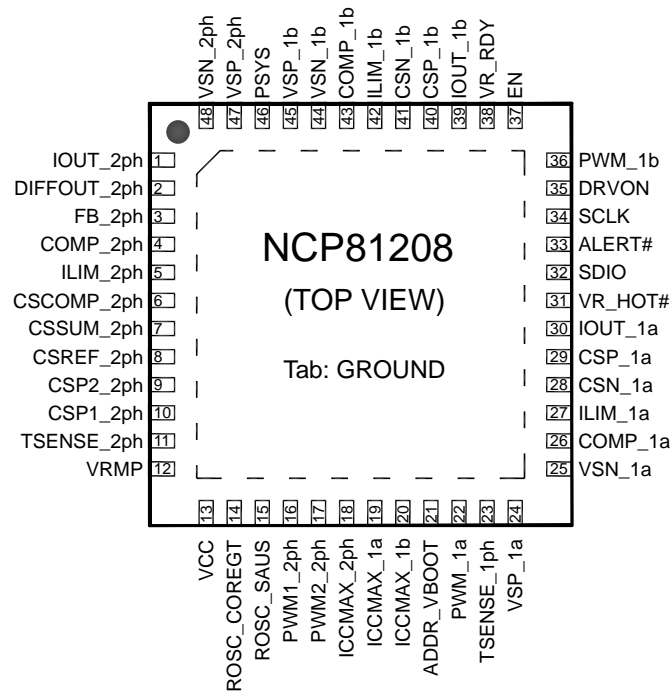 48 VSN_2ph
47 VSP_2ph
46 PSYS
45 VSP_1b
44 VSN_1b
43 COMP_1b
42 ILIM_1b
41 CSN_1b
40 CSP_1b
39 IOUT_1b
38 VR_RDY
37 EN
IOUT_2ph 1
DIFFOUT_2ph 2
FB_2ph 3
COMP_2ph 4
ILIM_2ph 5
CSCOMP_2ph 6
CSSUM_2ph 7
CSREF_2ph 8
CSP2_2ph 9
CSP1_2ph 10
TSENSE_2ph 11
VRMP 12
NCP81208
(TOP VIEW)
Tab: GROUND
36 PWM_1b
35 DRVON
34 SCLK
33 ALERT#
32 SDIO
31 VR_HOT#
30 IOUT_1a
29 CSP_1a
28 CSN_1a
27 ILIM_1a
26 COMP_1a
25 VSN_1a
VCC 13
ROSC_COREGT 14
ROSC_SAUS 15
PWM1_2ph 16
PWM2_2ph 17
ICCMAX_2ph 18
ICCMAX_1a 19
ICCMAX_1b 20
ADDR_VBOOT 21
PWM_1a 22
TSENSE_1ph 23
VSP_1a 24